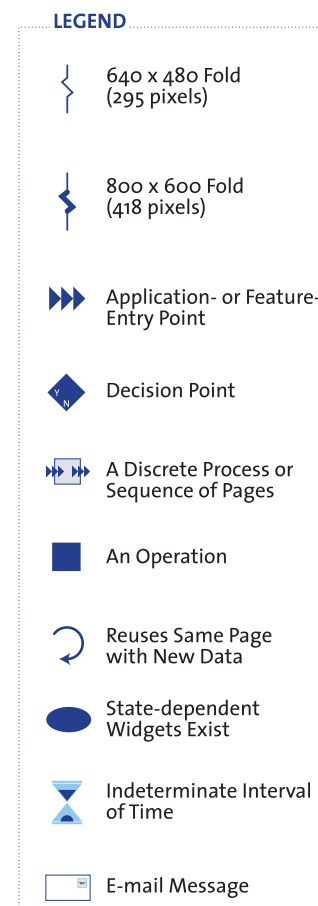 LEGEND
640 x 480 Fold
(295 pixels)
800 x 600 Fold
(418 pixels)
Application- or Feature-
Entry Point
Y
N
Decision Point
A Discrete Process or
Sequence of Pages
An Operation
Reuses Same Page
with New Data
State-dependent
Widgets Exist
Indeterminate Interval
of Time
E-mail Message